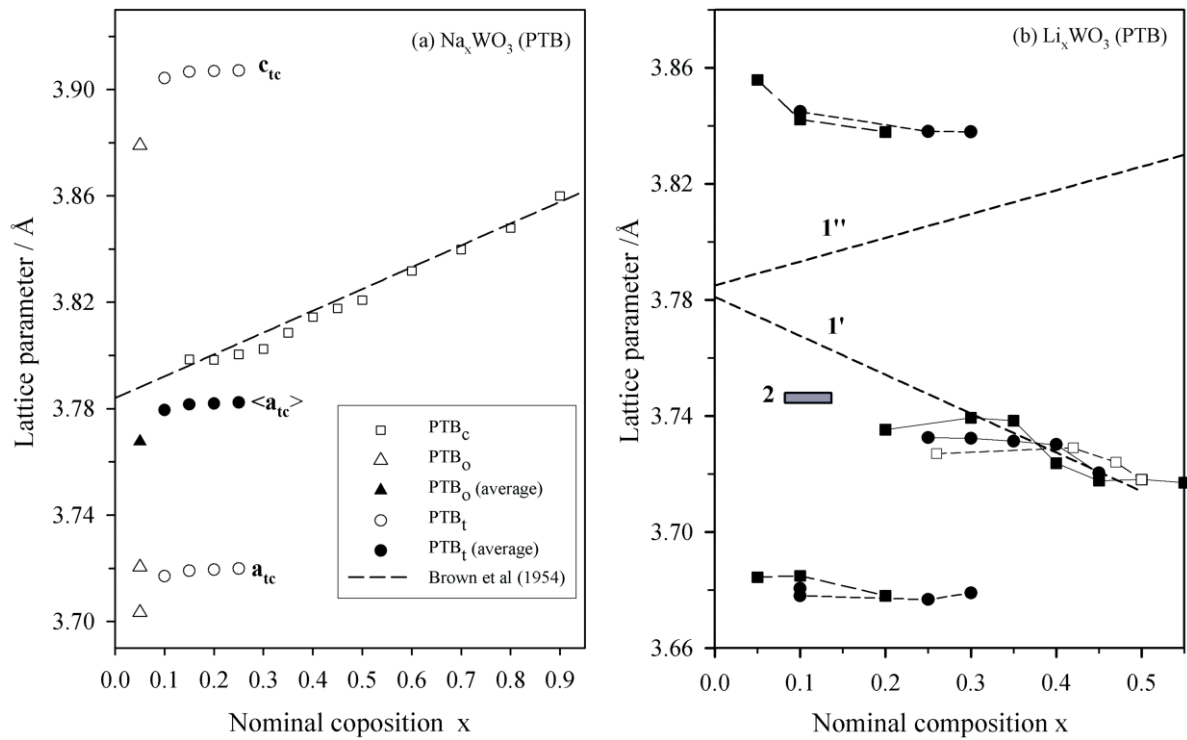 (a) NaxWO3 (PTB)
3.90
3.86
3.82
3.78
3.74
3.70
Lattice parameter / Å
ctc
<atc>
atc
PTBc
PTBo
PTBo (average)
PTBt
PTBt (average)
Brown et al (1954)
0.0 0.1 0.2 0.3 0.4 0.5 0.6 0.7 0.8 0.9
Nominal coposition x
(b) LixWO3 (PTB)
3.86
3.82
3.78
3.74
3.70
3.66
Lattice parameter /Å
1"
1'
2
0.0 0.1 0.2 0.3 0.4 0.5
Nominal composition x